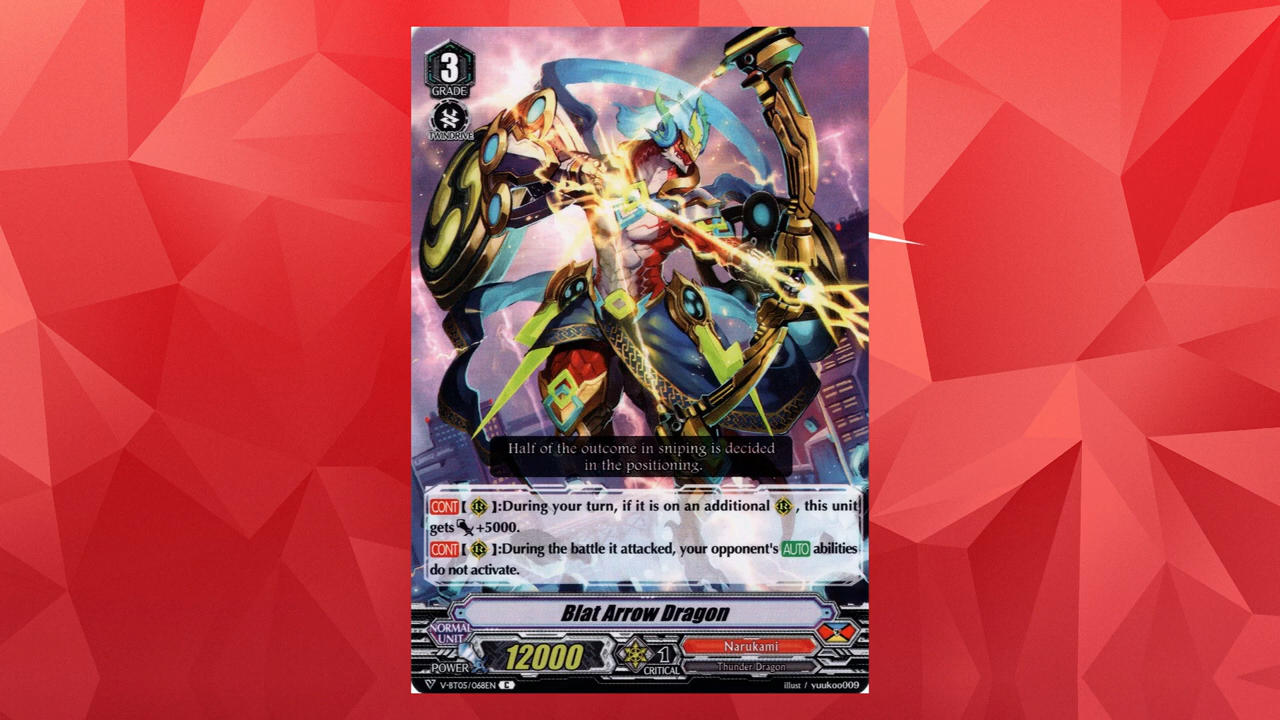 3
GRADE
TWINDRIVE
Half of the outcome in sniping is decided
in the positioning.
CONT [ R ]:During your turn, if it is on an additional R , this unit
gets +5000.
CONT [ R ]:During the battle it attacked, your opponent's AUTO abilities
do not activate.
Blat Arrow Dragon
NORMAL
UNIT
POWER 12000
1
CRITICAL
Narukami
Thunder Dragon
V-BT05/068EN C
illust / yuukoo009